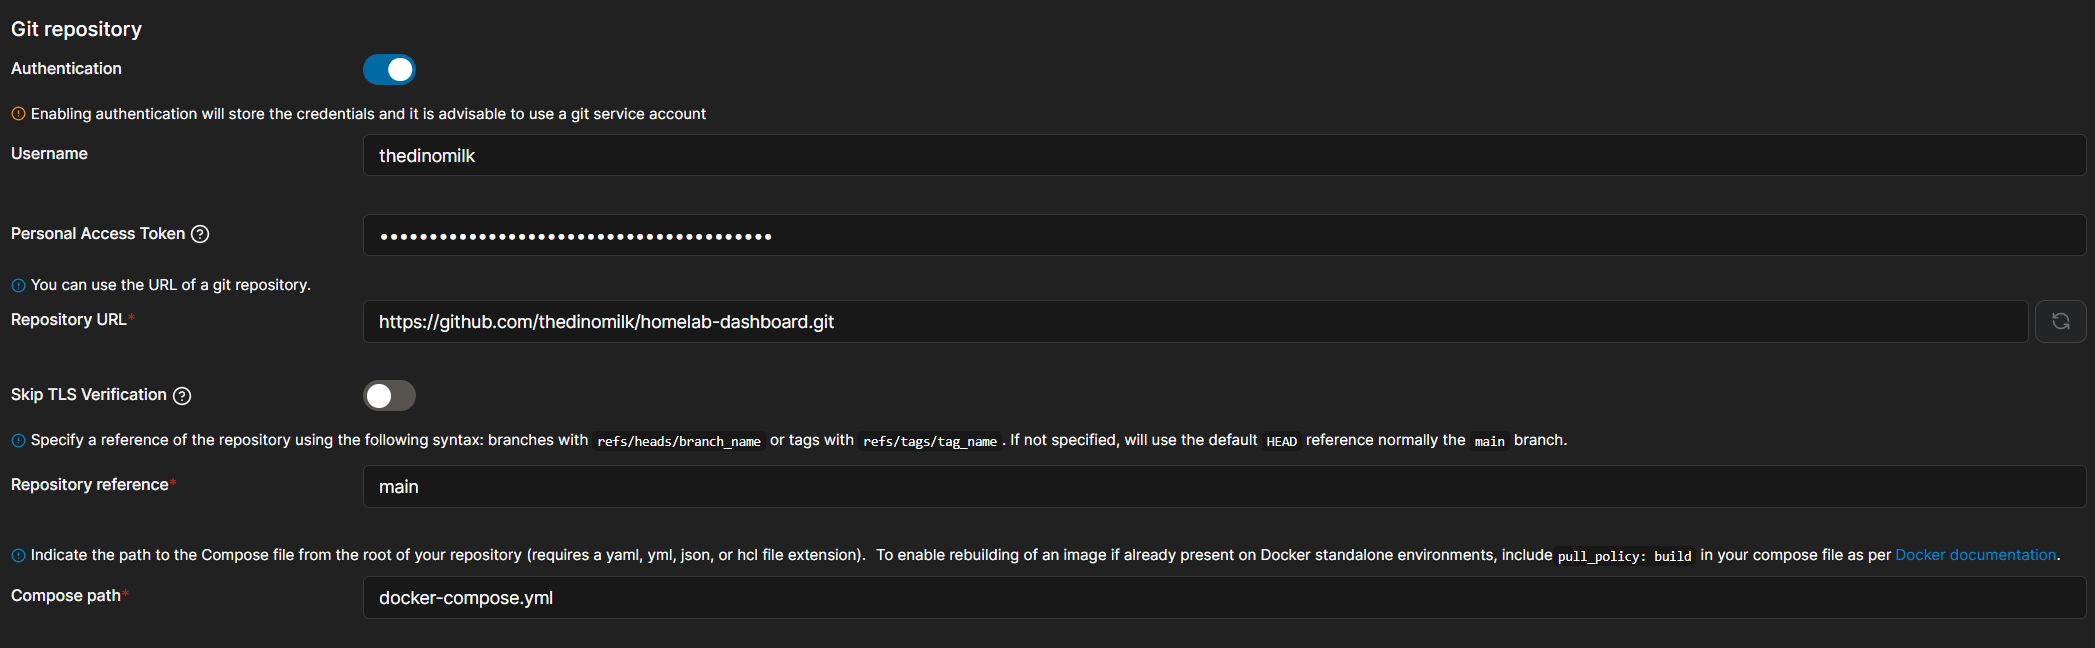 Git repository
Authentication
Enabling authentication will store the credentials and it is advisable to use a git service account
Username
thedinomilk
Personal Access Token
••••••••••••••••••••••••••••••••••••••••
You can use the URL of a git repository.
Repository URL*
https://github.com/thedinomilk/homelab-dashboard.git
Skip TLS Verification
Specify a reference of the repository using the following syntax: branches with refs/heads/branch_name or tags with refs/tags/tag_name. If not specified, will use the default HEAD reference normally the main branch.
Repository reference*
main
Indicate the path to the Compose file from the root of your repository (requires a yaml, yml, json, or hcl file extension). To enable rebuilding of an image if already present on Docker standalone environments, include pull_policy: build in your compose file as per Docker documentation.
Compose path*
docker-compose.yml